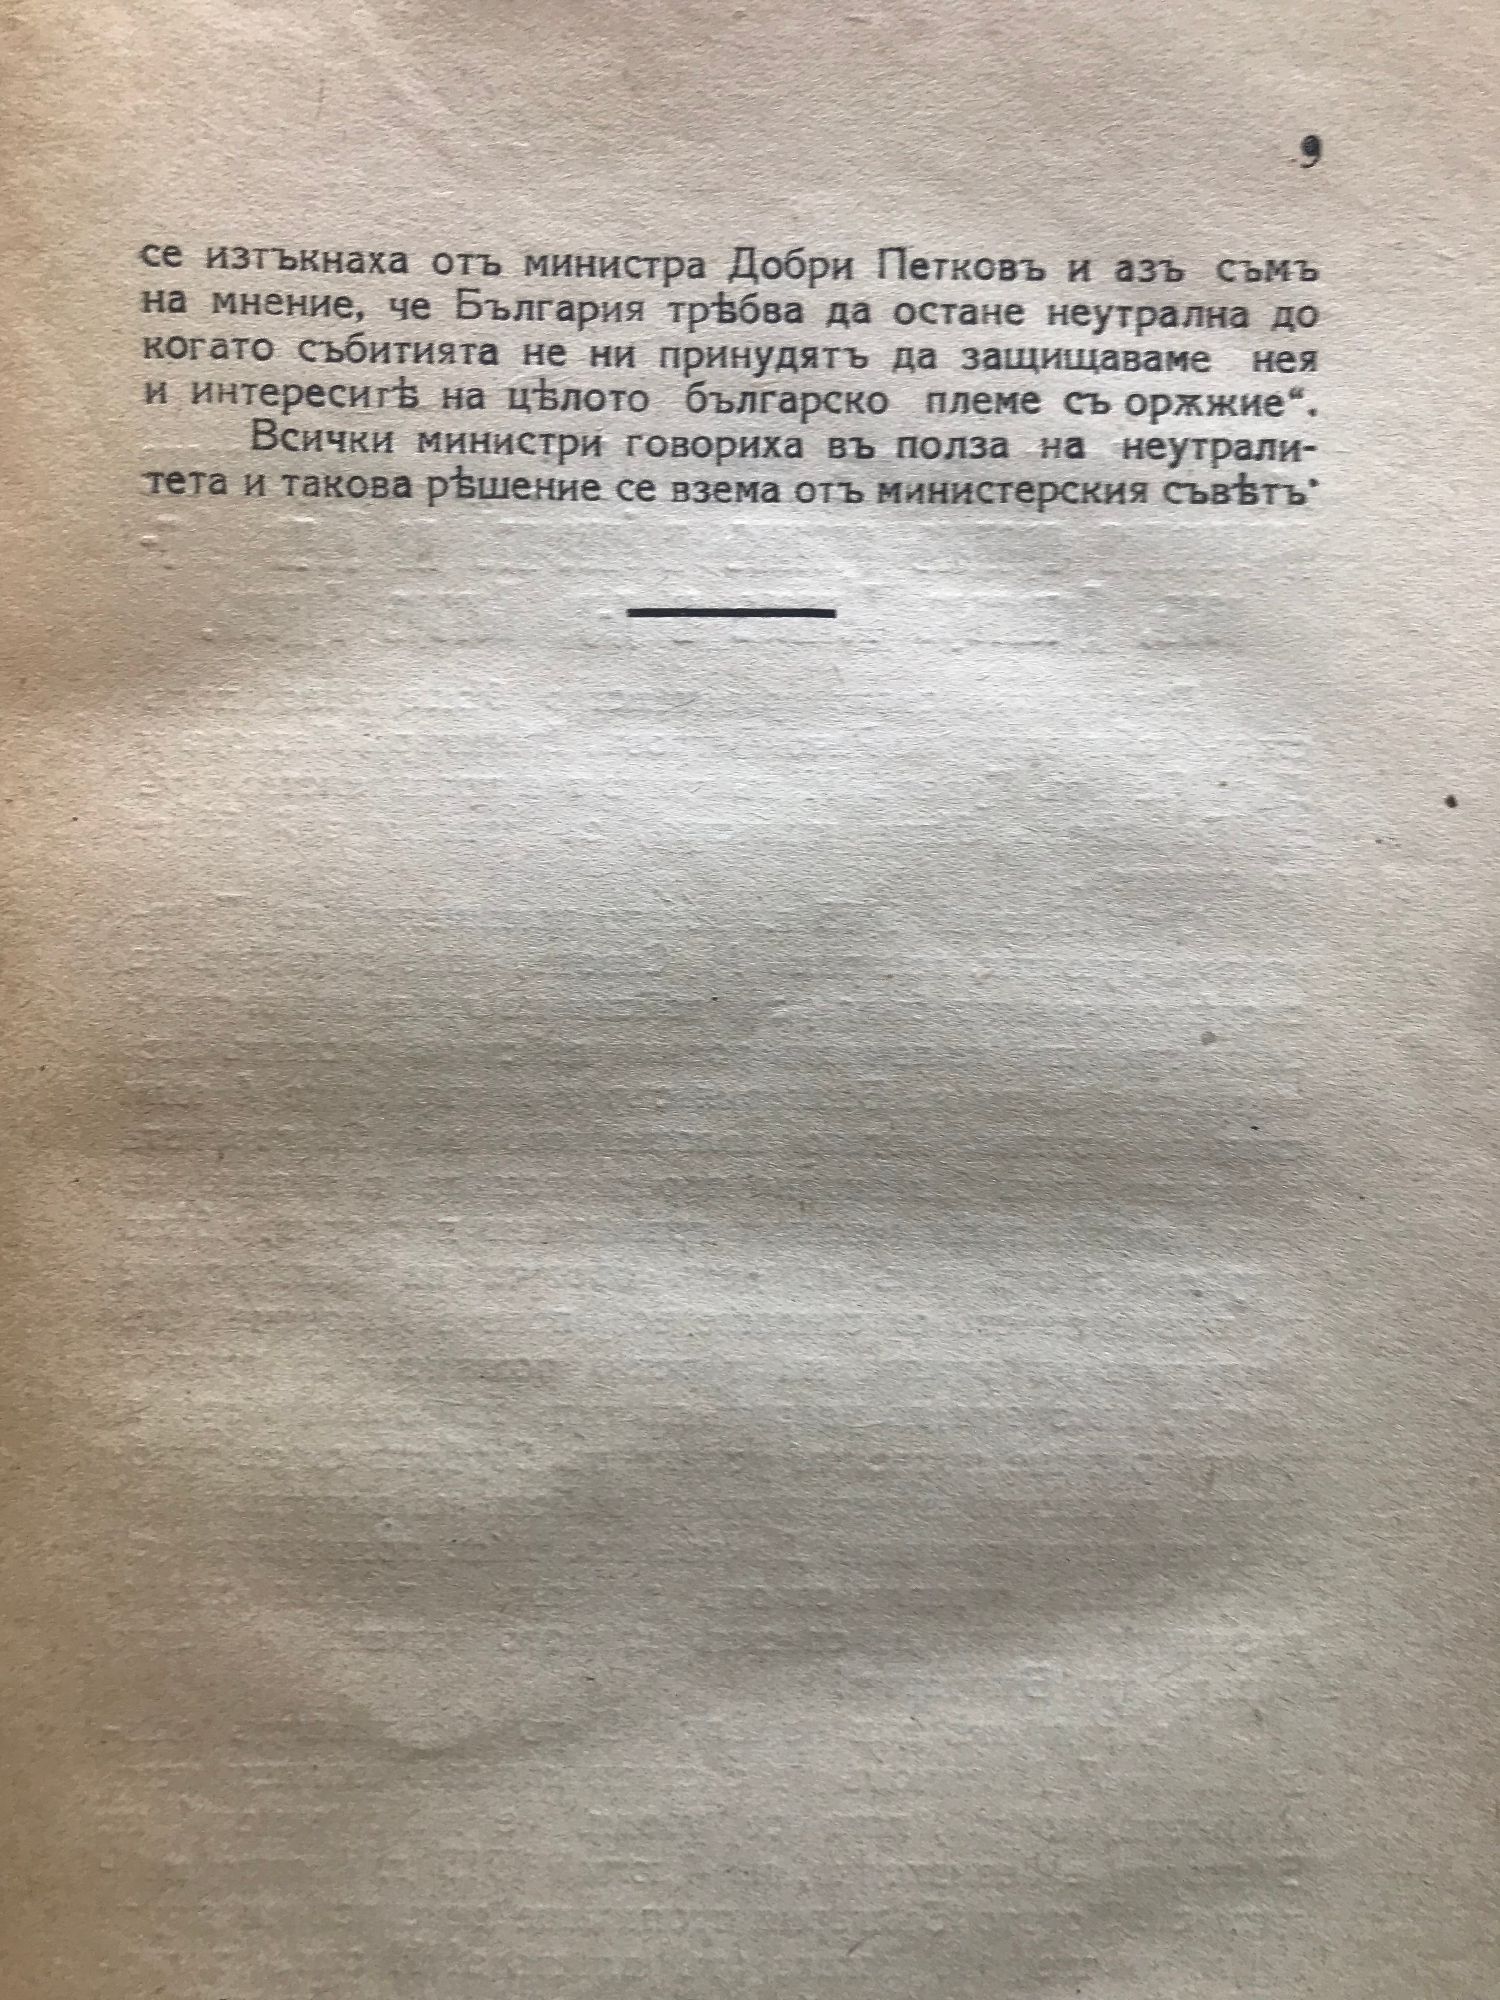 9
се изтъкнаха отъ министра Добри Петковъ и азъ съмъ
на мнение, че България трѣбва да остане неутрална до
когато събитията не ни принудятъ да защищаваме нея
и интереситѣ на цѣлото българско племе съ орѫжие“.
Всички министри говориха въ полза на неутрали-
тета и такова рѣшение се взема отъ министерския съвѣтъ·